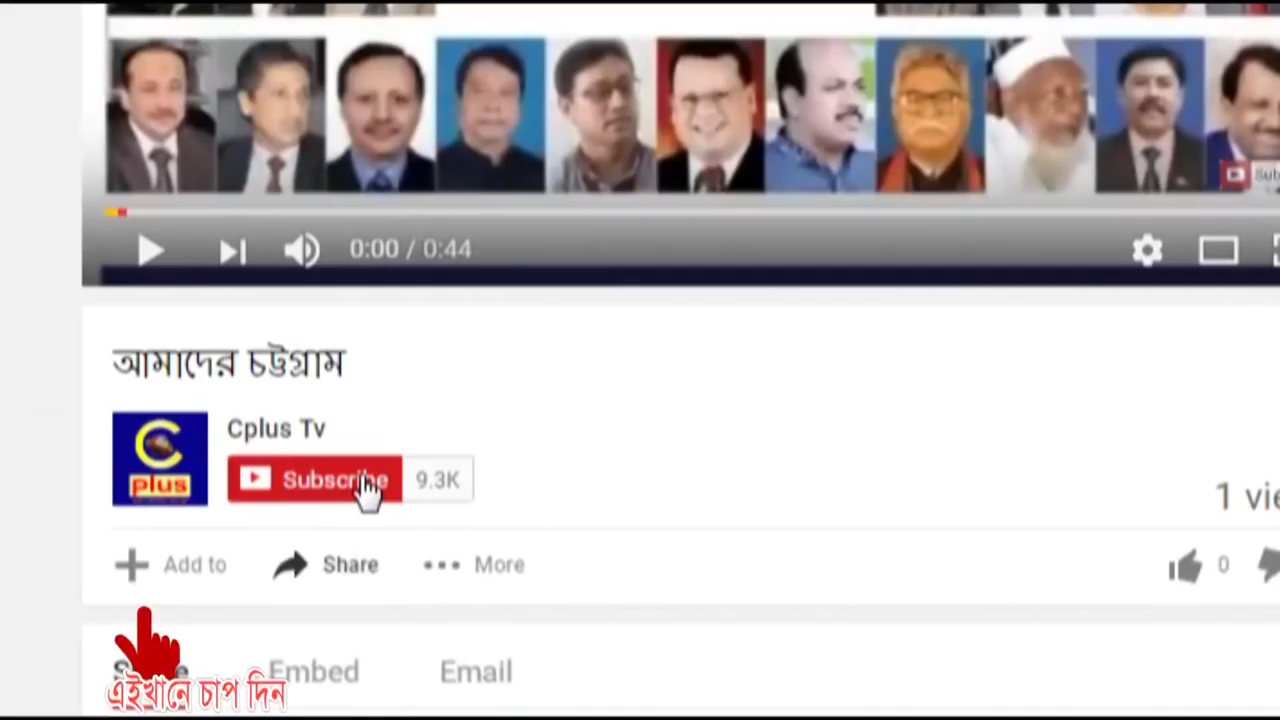 0:00 / 0:44
আমাদের চট্টগ্রাম
C
plus
Cplus Tv
Subscribe 9.3K
1
Add to Share More 0
Embed Email
এইখানে চাপ দিন